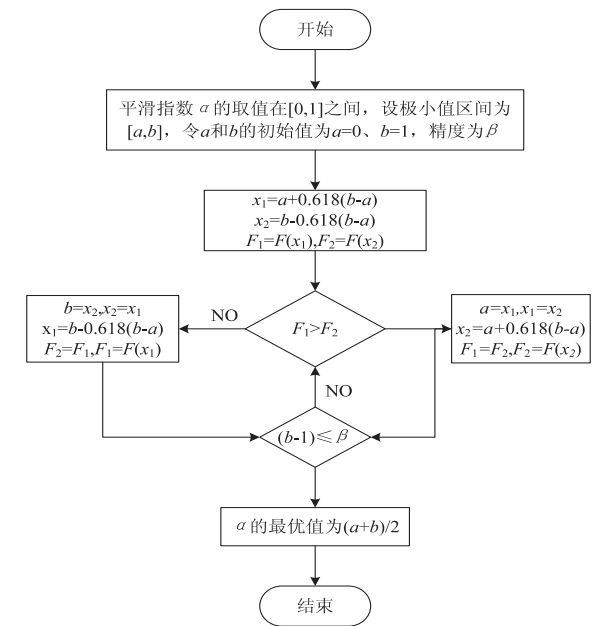 开始
平滑指数α的取值在[0,1]之间，设极小值区间为
[a,b]，令a和b的初始值为a=0、b=1，精度为β
x₁=a+0.618(b-a)
x₂=b-0.618(b-a)
F₁=F(x₁),F₂=F(x₂)
F₁>F₂
NO
b=x₂,x₂=x₁
x₁=b-0.618(b-a)
F₂=F₁,F₁=F(x₁)
a=x₁,x₁=x₂
x₂=a+0.618(b-a)
F₁=F₂,F₂=F(x₂)
NO
(b-1)≤β
α的最优值为(a+b)/2
结束